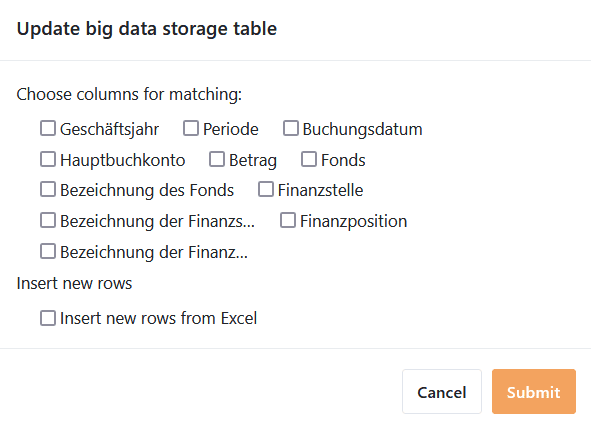 Update big data storage table
Choose columns for matching:
Geschäftsjahr Periode Buchungsdatum
Hauptbuchkonto Betrag Fonds
Bezeichnung des Fonds Finanzstelle
Bezeichnung der Finanzs... Finanzposition
Bezeichnung der Finanz...
Insert new rows
Insert new rows from Excel
Cancel Submit